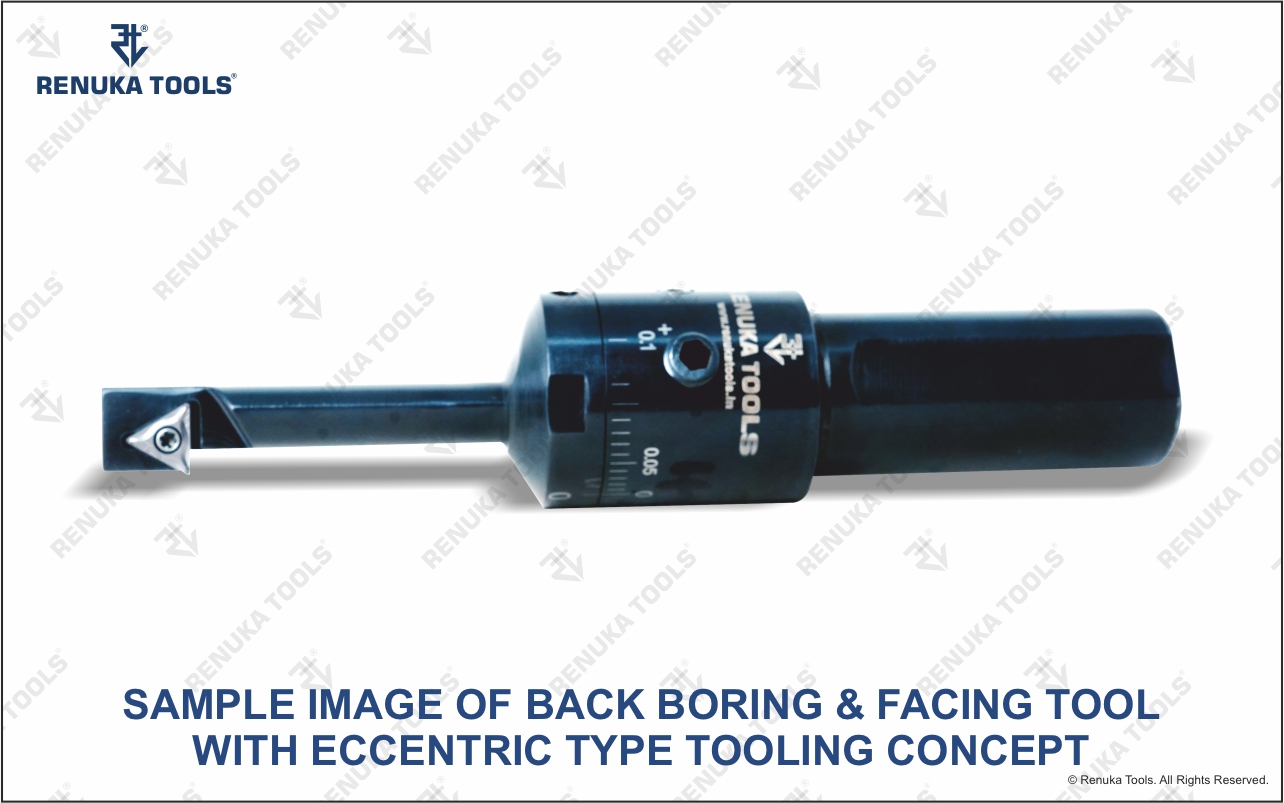 RENUKA TOOLS®
+
0.1
RENUKA TOOLS
www.renukatools.in
0.05
0
0
SAMPLE IMAGE OF BACK BORING & FACING TOOL
WITH ECCENTRIC TYPE TOOLING CONCEPT
© Renuka Tools. All Rights Reserved.